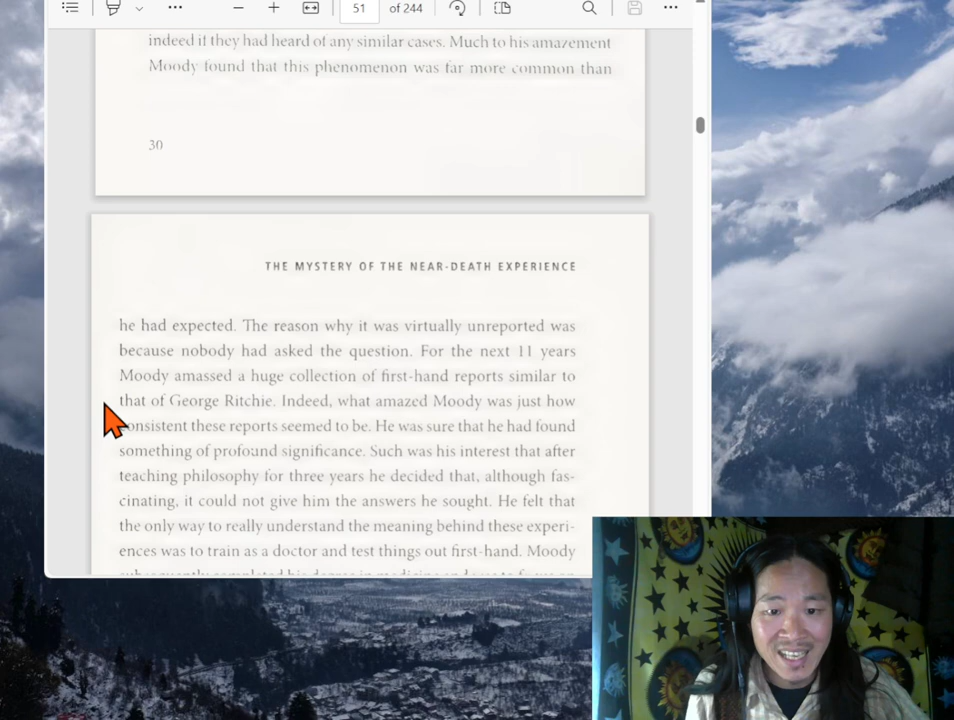 51 of 244
indeed if they had heard of any similar cases. Much to his amazement
Moody found that this phenomenon was far more common than
30
THE MYSTERY OF THE NEAR-DEATH EXPERIENCE
he had expected. The reason why it was virtually unreported was
because nobody had asked the question. For the next 11 years
Moody amassed a huge collection of first-hand reports similar to
that of George Ritchie. Indeed, what amazed Moody was just how
onsistent these reports seemed to be. He was sure that he had found
something of profound significance. Such was his interest that after
teaching philosophy for three years he decided that, although fas-
cinating, it could not give him the answers he sought. He felt that
the only way to really understand the meaning behind these experi-
ences was to train as a doctor and test things out first-hand. Moody